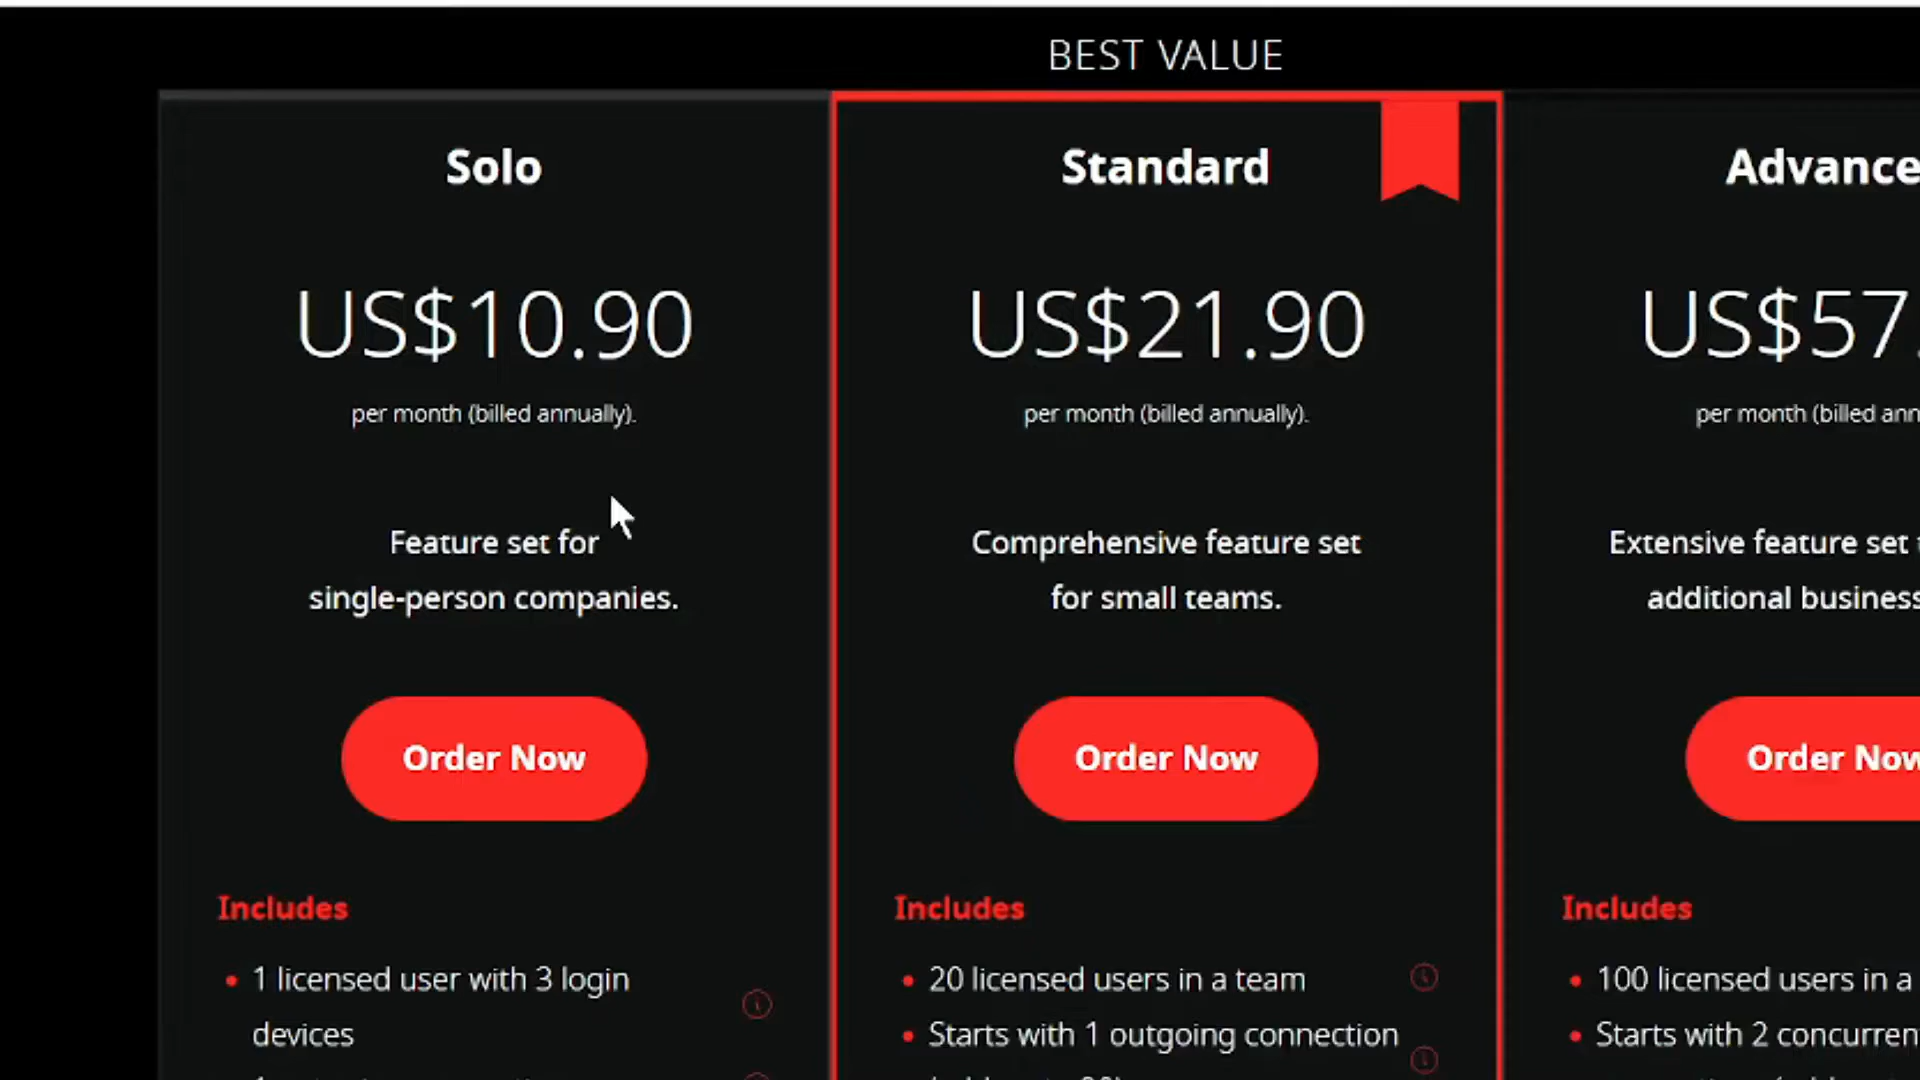 BEST VALUE
Solo
US$10.90
per month (billed annually).
Feature set for
single-person companies.
Order Now
Includes
1 licensed user with 3 login
devices
Standard
US$21.90
per month (billed annually).
Comprehensive feature set
for small teams.
Order Now
Includes
20 licensed users in a team
Starts with 1 outgoing connection
Advance
US$57.
per month (billed ann
Extensive feature set
additional business
Order Now
Includes
100 licensed users in a
Starts with 2 concurren